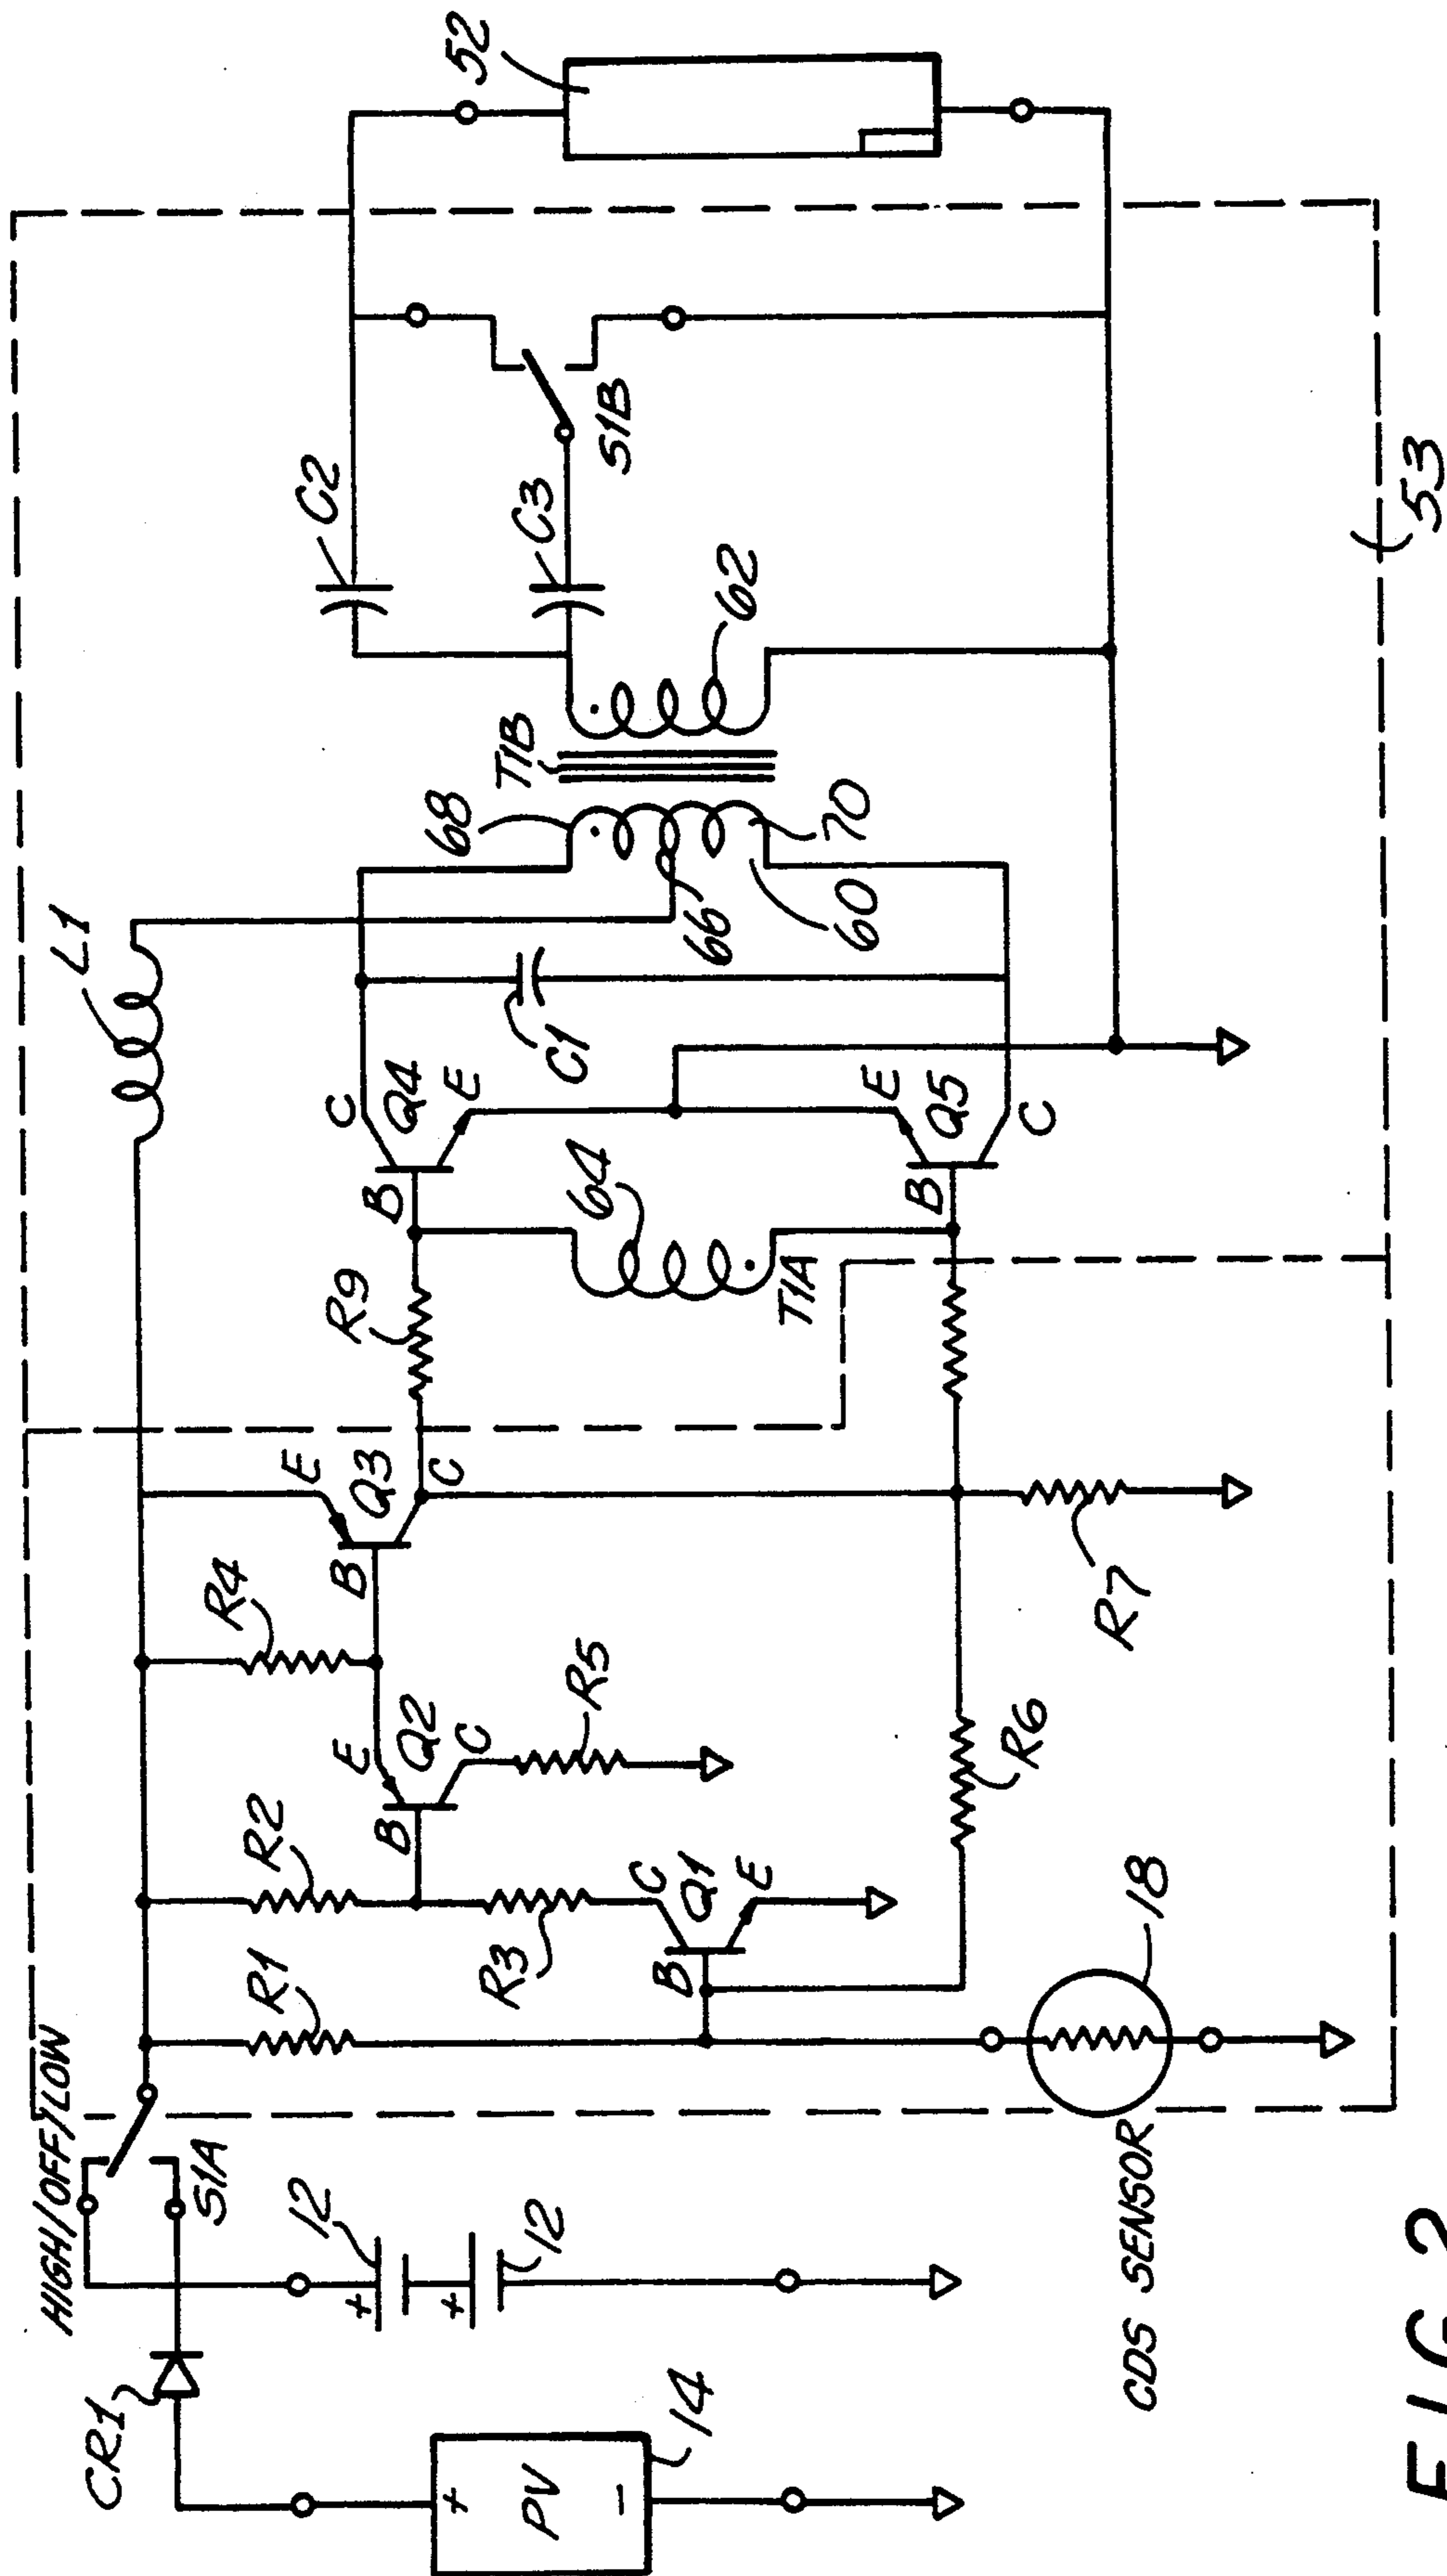 HIGH/OFF/LOW
S1A
CR1
12
+
12
+
14
+
PV
−
R1
R2
R3
R4
R5
R6
R7
R9
B
C
Q1
E
E
Q2
B
C
E
Q3
B
C
CDS SENSOR
18
L1
C
Q4
E
B
64
T1A
E
Q5
B
C
C1
66
68
60
70
T1B
62
C2
C3
S1B
52
53
FIG 2